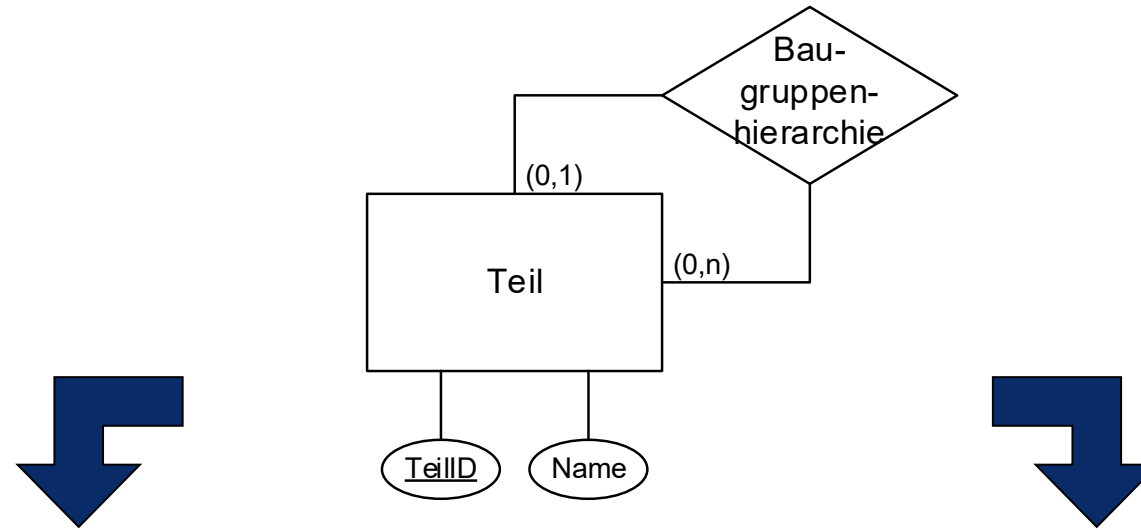 Bau-
gruppen-
hierarchie
(0,1)
(0,n)
Teil
TeilID
Name